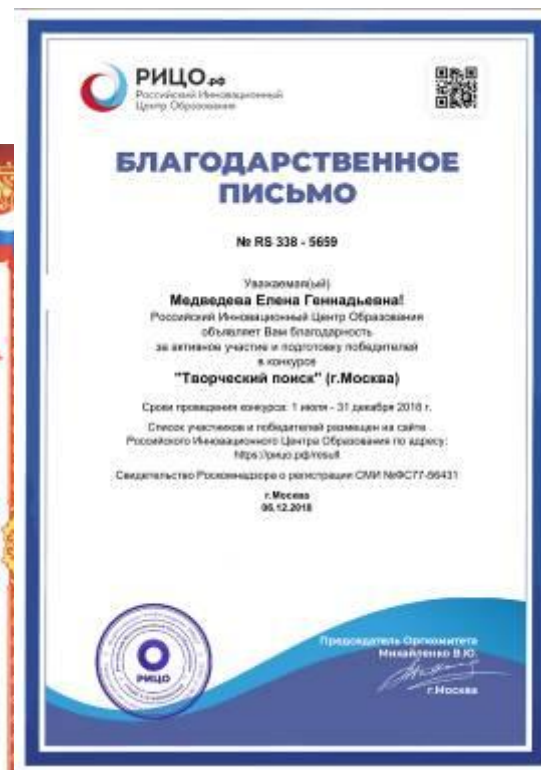 РИЦО.рф
Российский Инновационный
Центр Образования
БЛАГОДАРСТВЕННОЕ
ПИСЬМО
№ RS 338 - 5659
Уважаемая(ый)
Медведева Елена Геннадьевна!
Российский Инновационный Центр Образования
объявляет Вам благодарность
за активное участие и подготовку победителей
в конкурсе
"Творческий поиск" (г.Москва)
Сроки проведения конкурса: 1 июля - 31 декабря 2018 г.
Список участников и победителей размещен на сайте
Российского Инновационного Центра Образования по адресу:
https://рицо.рф/result
Свидетельство Роскомнадзора о регистрации СМИ №ФС77-56431
г.Москва
06.12.2018
Председатель Оргкомитета
Михайленко В.Ю.
г.Москва
РИЦО